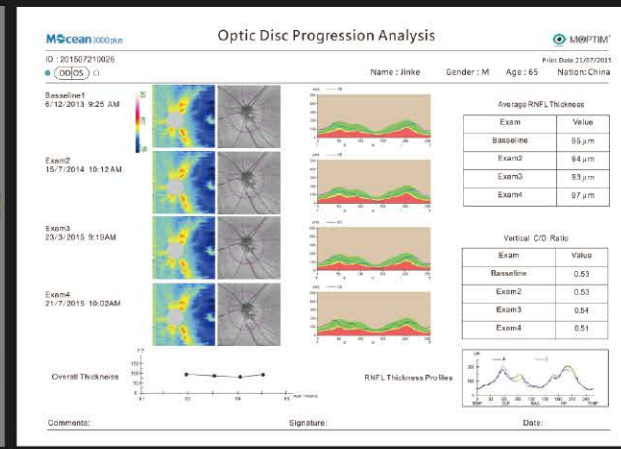 MOcean 3000 plus
Optic Disc Progression Analysis
MOPTIM
ID : 201507210026
Print Date 21/07/2015
OD OS
Name : Jinke Gender : M Age : 65 Nation: China
Basseline1
6/12/2013 9:25 AM
Exam2
15/7/2014 10:12AM
Exam3
23/3/2015 9:19AM
Exam4
21/7/2015 10:02AM
Average RNFL Thickness
Exam Value
Basseline 95 μm
Exam2 94 μm
Exam3 93 μm
Exam4 97 μm
Vertical C/D Ratio
Exam Value
Basseline 0.53
Exam2 0.53
Exam3 0.54
Exam4 0.51
Overall Thickneiss
RNFL Thickness Profiles
Comments: Signature: Date: